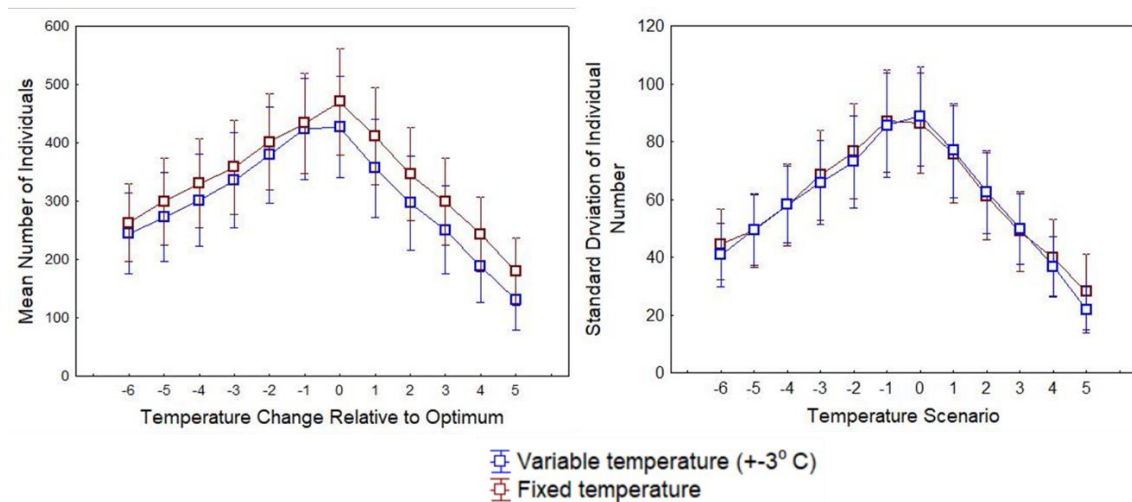 600
500
400
300
200
100
0
Mean Number of Individuals
-6 -5 -4 -3 -2 -1 0 1 2 3 4 5
Temperature Change Relative to Optimum
120
100
80
60
40
20
0
Standard Drviation of Individual
Number
-6 -5 -4 -3 -2 -1 0 1 2 3 4 5
Temperature Scenario
Variable temperature (+-3° C)
Fixed temperature